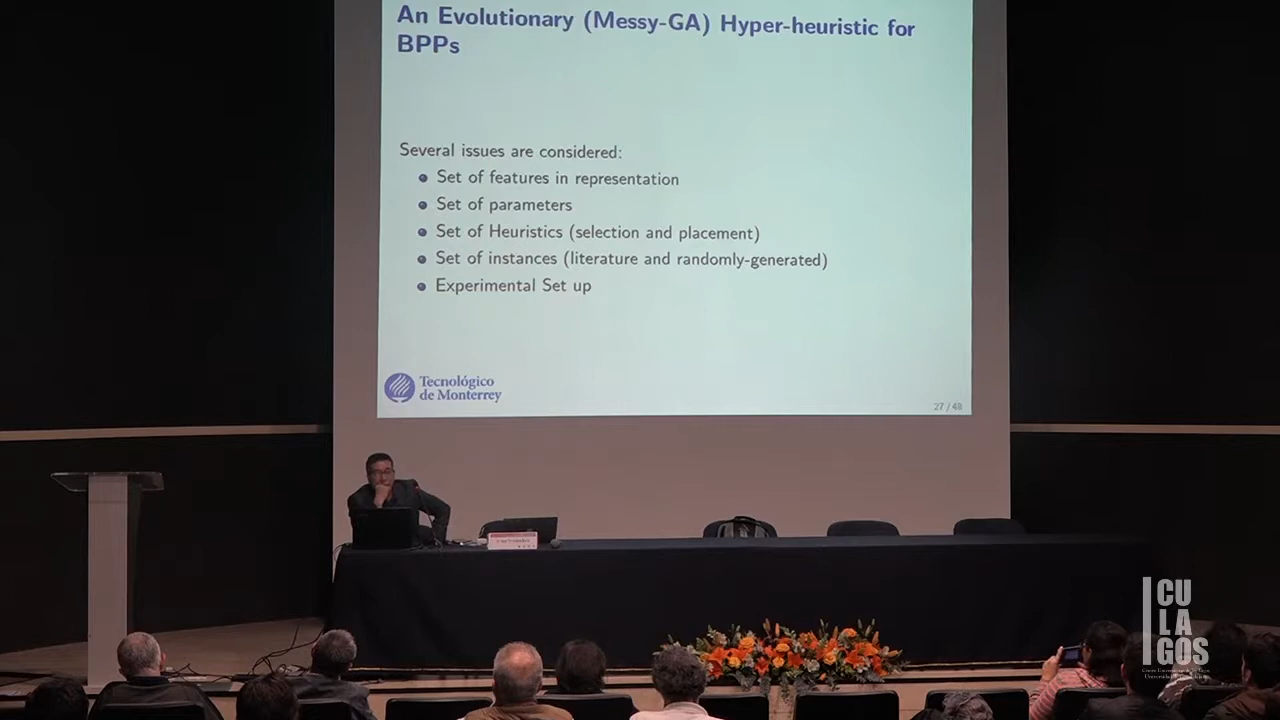 An Evolutionary (Messy-GA) Hyper-heuristic for
BPPs
Several issues are considered:
Set of features in representation
Set of parameters
Set of Heuristics (selection and placement)
Set of instances (literature and randomly-generated)
Experimental Set up
Tecnológico
de Monterrey
27 / 48
CU
LA
GOS